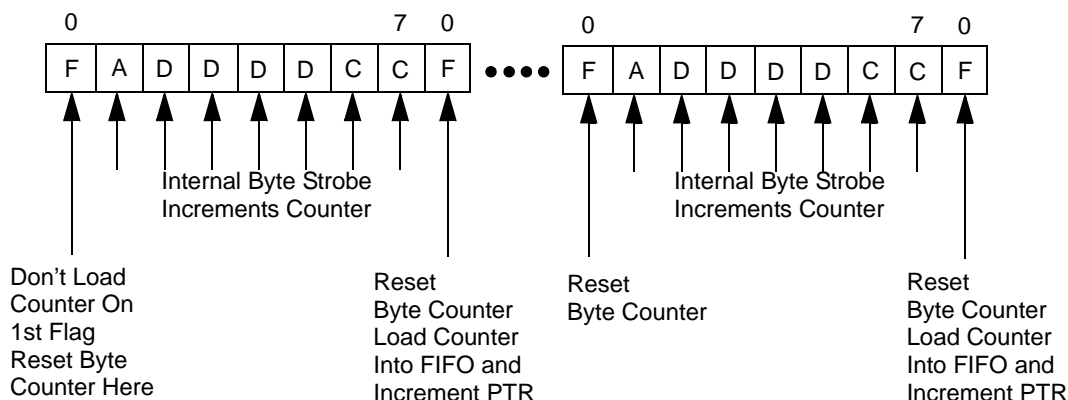 0 7 0 0 7 0
F A D D D D C C F F A D D D D C C F
Internal Byte Strobe
Increments Counter
Internal Byte Strobe
Increments Counter
Don't Load
Counter On
1st Flag
Reset Byte
Counter Here
Reset
Byte Counter
Load Counter
Into FIFO and
Increment PTR
Reset
Byte Counter
Reset
Byte Counter
Load Counter
Into FIFO and
Increment PTR